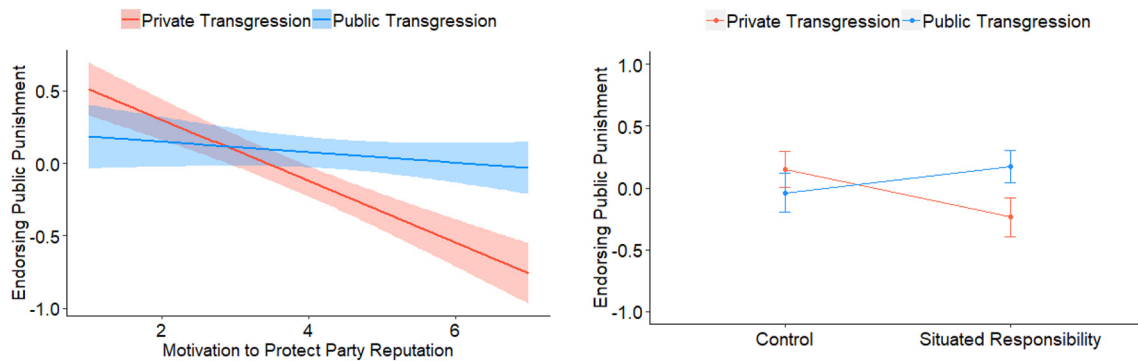 Private Transgression Public Transgression
Endorsing Public Punishment
0.5
0.0
-0.5
-1.0
2 4 6
Motivation to Protect Party Reputation
Private Transgression Public Transgression
Endorsing Public Punishment
1.0
0.5
0.0
-0.5
-1.0
Control Situated Responsibility